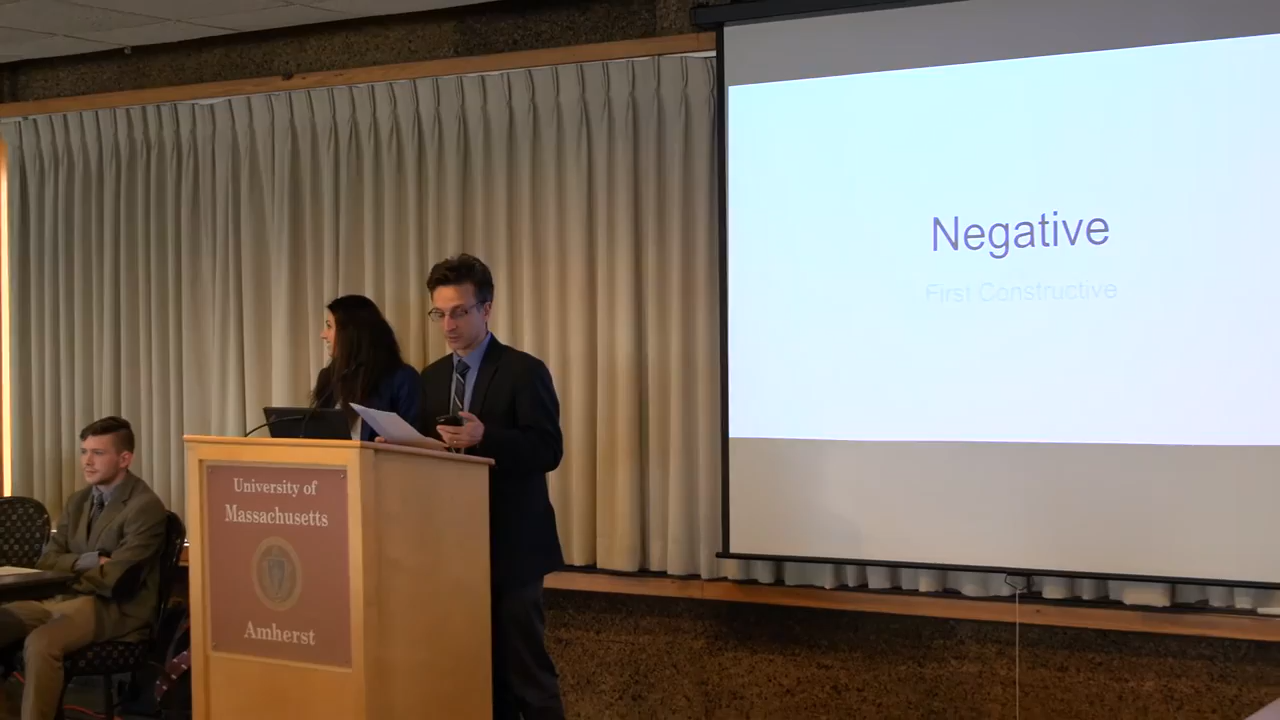 Negative
First Constructive
University of
Massachusetts
Amherst